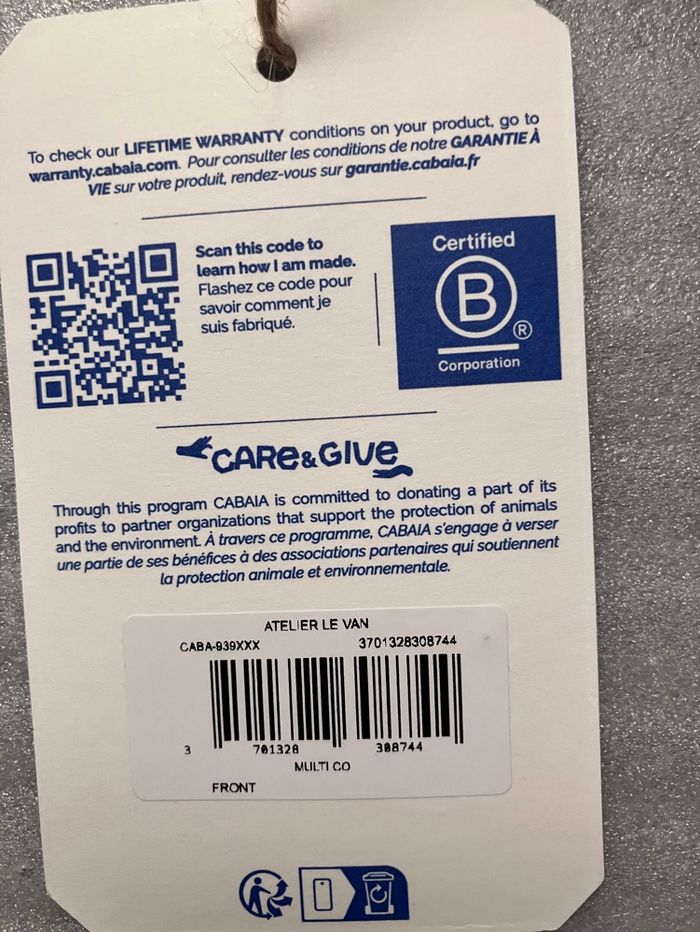 To check our LIFETIME WARRANTY conditions on your product, go to
warranty.cabaia.com. Pour consulter les conditions de notre GARANTIE À
VIE sur votre produit, rendez-vous sur garantie.cabaia.fr
Scan this code to
learn how I am made.
Flashez ce code pour
savoir comment je
suis fabriqué.
Certified
B
®
Corporation
CARe&GIVe
Through this program CABAIA is committed to donating a part of its
profits to partner organizations that support the protection of animals
and the environment. À travers ce programme, CABAIA s'engage à verser
une partie de ses bénéfices à des associations partenaires qui soutiennent
la protection animale et environnementale.
ATELIER LE VAN
CABA-939XXX 3701328308744
3 701328 308744
MULTI CO
FRONT